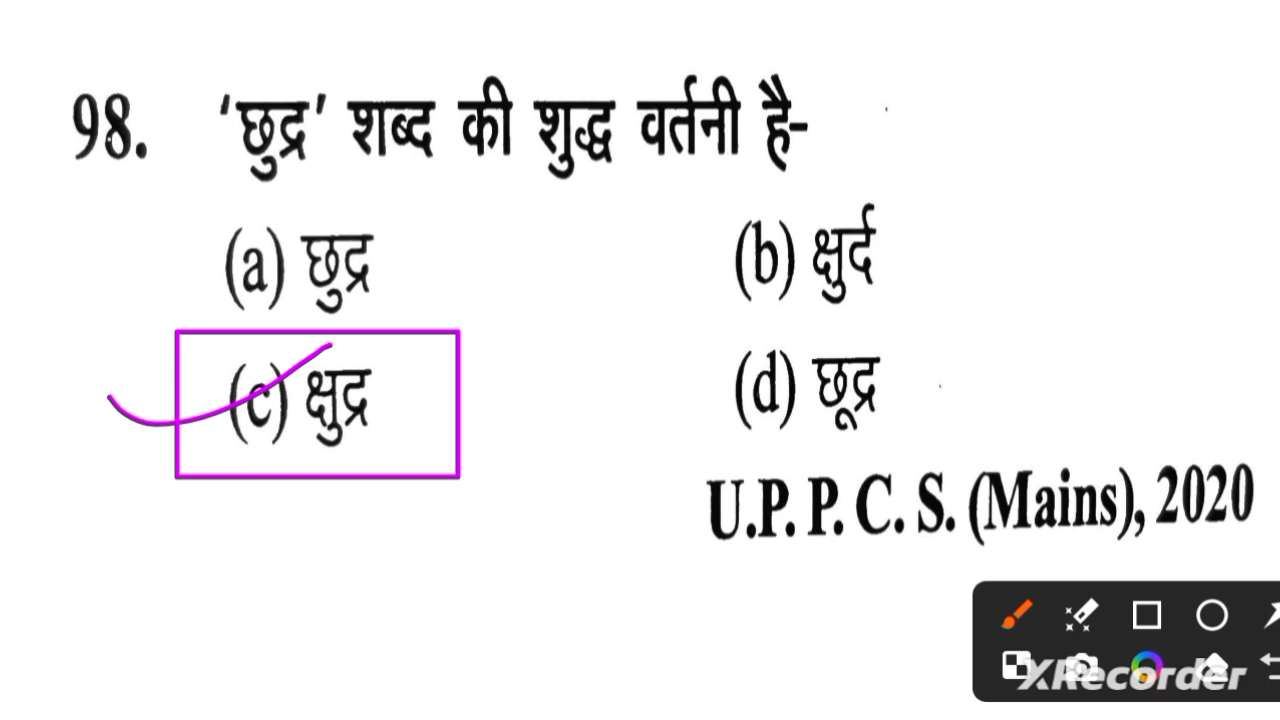 98. 'छुद्र' शब्द की शुद्ध वर्तनी है-
(a) छुद्र (b) क्षुर्द
(c) क्षुद्र (d) छूद्र
U.P. P. C. S. (Mains), 2020
XRecorder